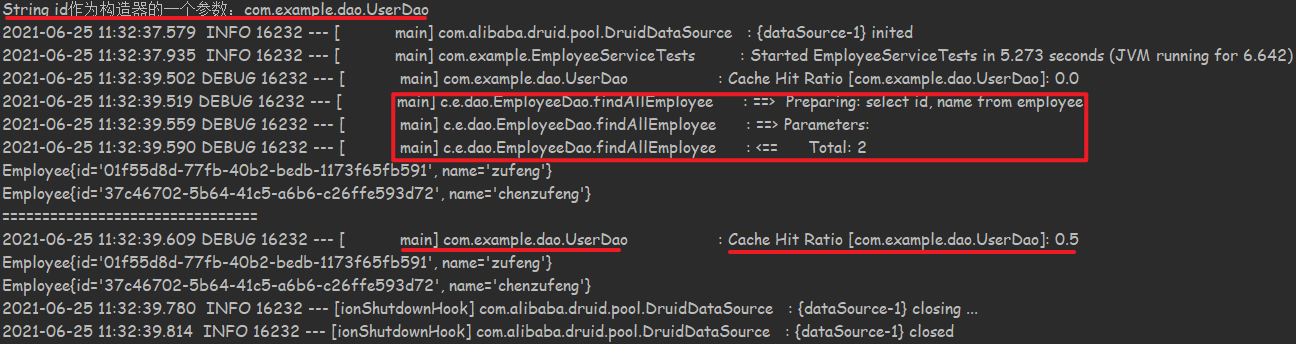 String id作为构造器的一个参数：com.example.dao.UserDao
2021-06-25 11:32:37.579  INFO 16232 --- [           main] com.alibaba.druid.pool.DruidDataSource   : {dataSource-1} inited
2021-06-25 11:32:37.935  INFO 16232 --- [           main] com.example.EmployeeServiceTests         : Started EmployeeServiceTests in 5.273 seconds (JVM running for 6.642)
2021-06-25 11:32:39.502 DEBUG 16232 --- [           main] com.example.dao.UserDao                  : Cache Hit Ratio [com.example.dao.UserDao]: 0.0
2021-06-25 11:32:39.519 DEBUG 16232 --- [           main] c.e.dao.EmployeeDao.findAllEmployee      : ==>  Preparing: select id, name from employee
2021-06-25 11:32:39.559 DEBUG 16232 --- [           main] c.e.dao.EmployeeDao.findAllEmployee      : ==> Parameters:
2021-06-25 11:32:39.590 DEBUG 16232 --- [           main] c.e.dao.EmployeeDao.findAllEmployee      : <==      Total: 2
Employee{id='01f55d8d-77fb-40b2-bedb-1173f65fb591', name='zufeng'}
Employee{id='37c46702-5b64-41c5-a6b6-c26ffe593d72', name='chenzufeng'}
================================
2021-06-25 11:32:39.609 DEBUG 16232 --- [           main] com.example.dao.UserDao                  : Cache Hit Ratio [com.example.dao.UserDao]: 0.5
Employee{id='01f55d8d-77fb-40b2-bedb-1173f65fb591', name='zufeng'}
Employee{id='37c46702-5b64-41c5-a6b6-c26ffe593d72', name='chenzufeng'}
2021-06-25 11:32:39.780  INFO 16232 --- [ionShutdownHook] com.alibaba.druid.pool.DruidDataSource   : {dataSource-1} closing ...
2021-06-25 11:32:39.814  INFO 16232 --- [ionShutdownHook] com.alibaba.druid.pool.DruidDataSource   : {dataSource-1} closed